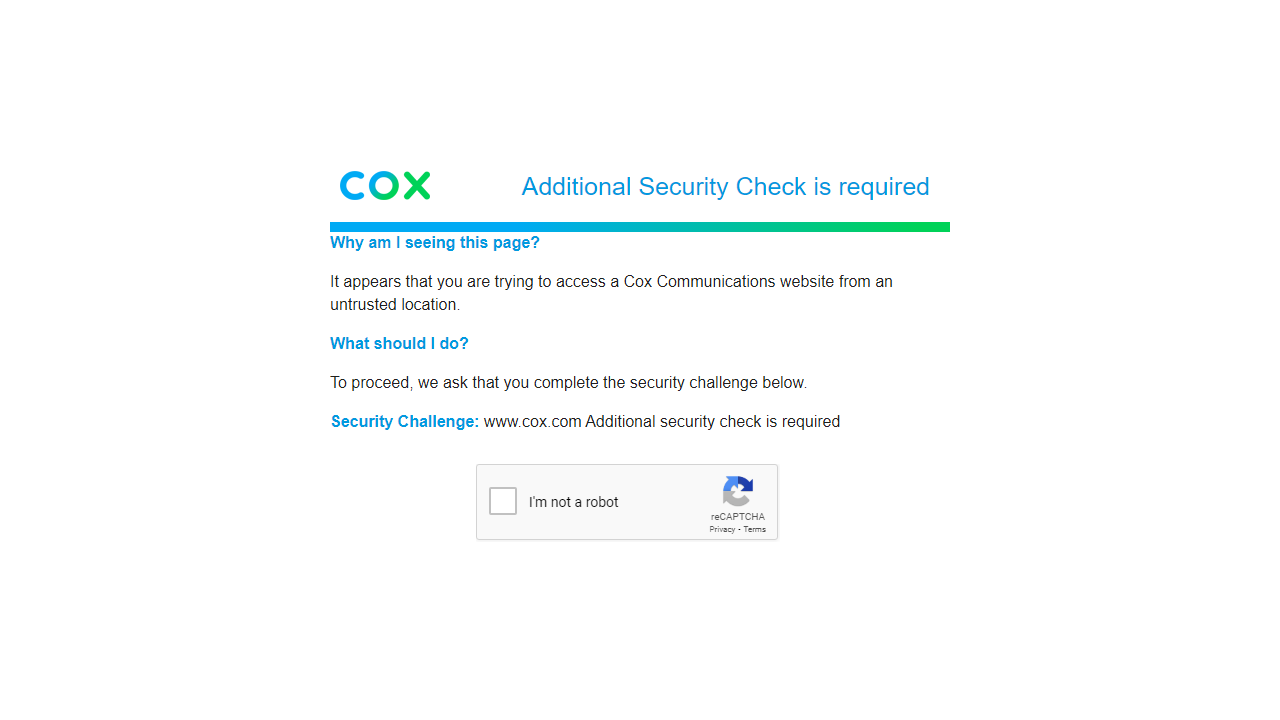 cox
Additional Security Check is required
Why am I seeing this page?
It appears that you are trying to access a Cox Communications website from an
untrusted location.
What should I do?
To proceed, we ask that you complete the security challenge below.
Security Challenge: www.cox.com Additional security check is required
I'm not a robot
reCAPTCHA
Privacy - Terms